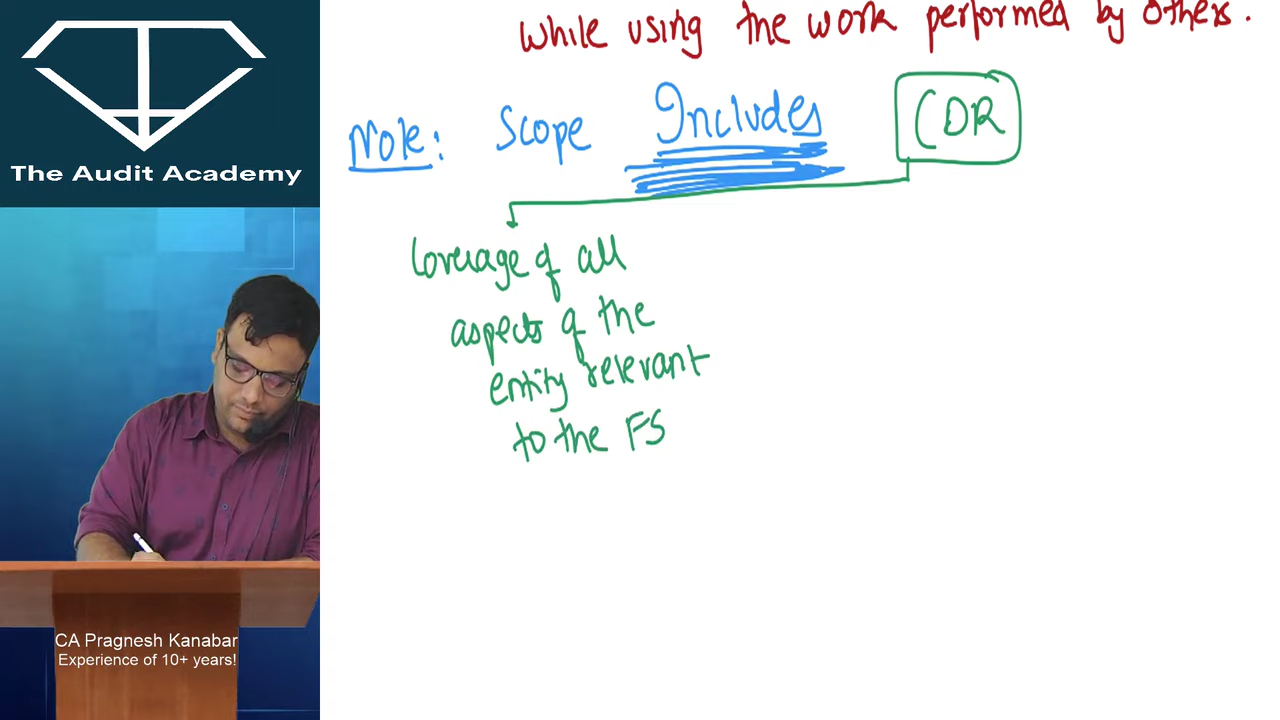 while using the work performed by others.
Note: Scope Includes CDR
The Audit Academy
Coverage of all
aspects of the
entity relevant
to the FS
CA Pragnesh Kanabar
Experience of 10+ years!